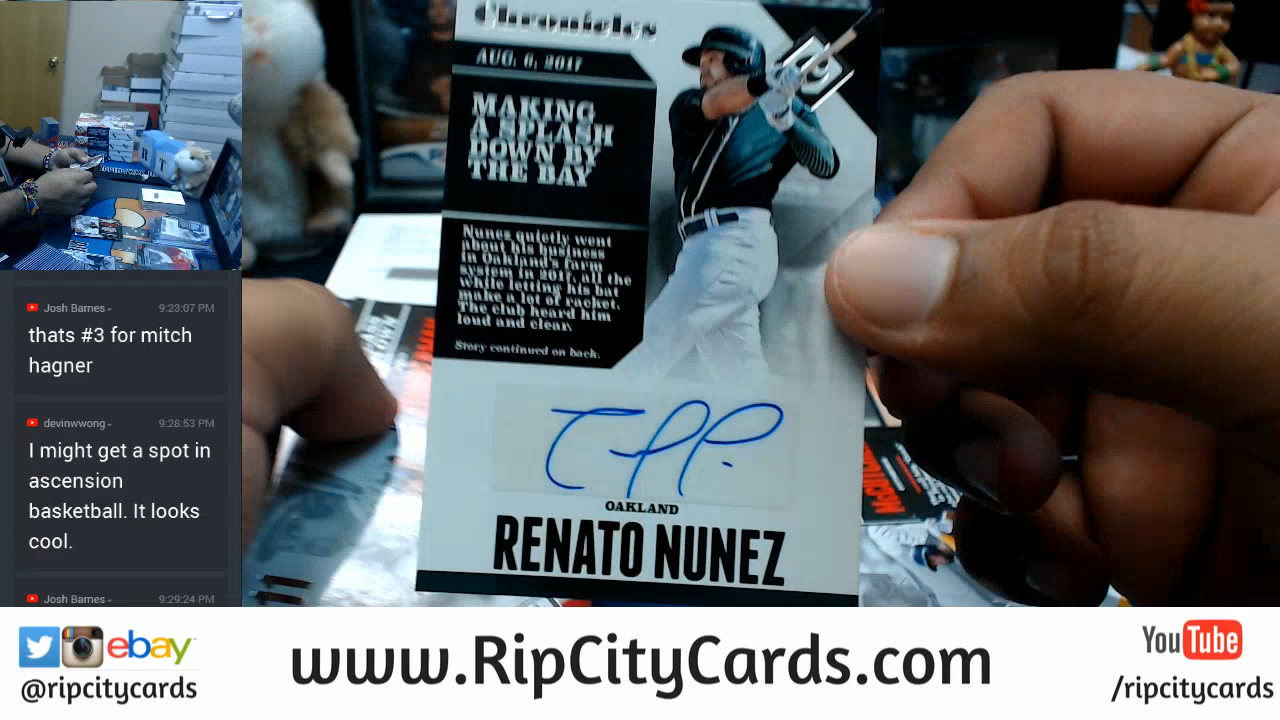 Chronicles
AUG. 6, 2017
MAKING
A SPLASH
DOWN BY
THE BAY
Nunez quietly went
about his business
in Oakland's farm
system in 2017, all the
while letting his bat
make a lot of racket.
The club heard him
loud and clear.
Story continued on back.
OAKLAND
RENATO NUNEZ
Josh Barnes 9:23:07 PM
thats #3 for mitch
hagner
devinwwong 9:28:53 PM
I might get a spot in
ascension
basketball. It looks
cool.
Josh Barnes 9:29:24 PM
ebay
@ripcitycards
www.RipCityCards.com
YouTube
/ripcitycards